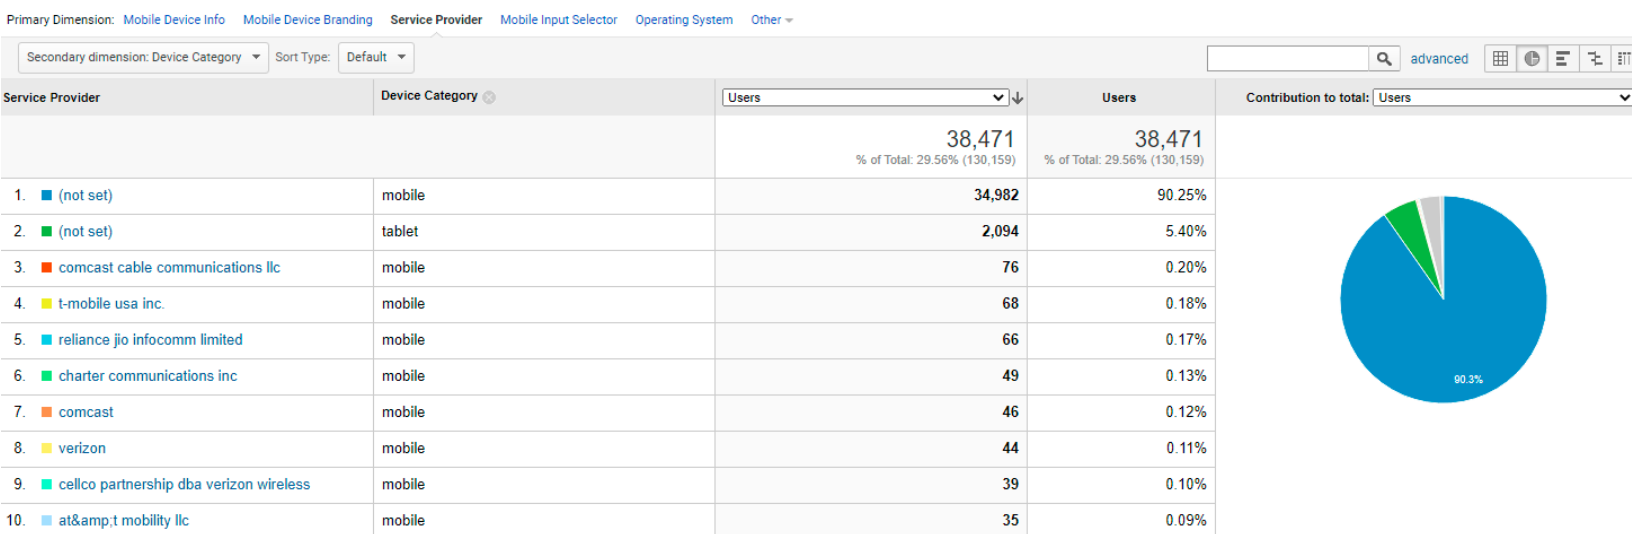 Primary Dimension: Mobile Device Info Mobile Device Branding Service Provider Mobile Input Selector Operating System Other
Secondary dimension: Device Category Sort Type: Default advanced
Service Provider Device Category Users Users Contribution to total: Users
38,471 38,471
% of Total: 29.56% (130,159) % of Total: 29.56% (130,159)
1. (not set) mobile 34,982 90.25%
2. (not set) tablet 2,094 5.40%
3. comcast cable communications llc mobile 76 0.20%
4. t-mobile usa inc. mobile 68 0.18%
5. reliance jio infocomm limited mobile 66 0.17%
6. charter communications inc mobile 49 0.13%
90.3%
7. comcast mobile 46 0.12%
8. verizon mobile 44 0.11%
9. cellco partnership dba verizon wireless mobile 39 0.10%
10. at&amp;t mobility llc mobile 35 0.09%